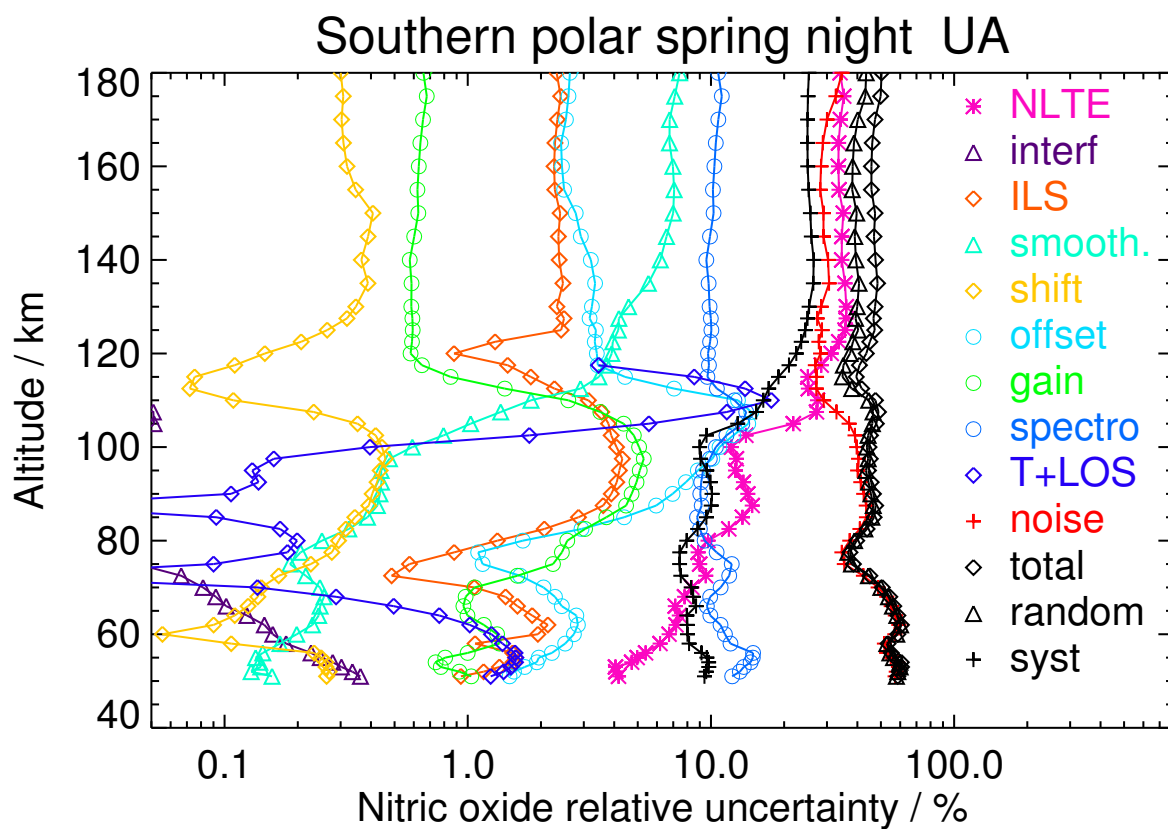 Southern polar spring night UA
180
160
140
120
100
80
60
40
Altitude / km
NLTE
interf
ILS
smooth.
shift
offset
gain
spectro
T+LOS
noise
total
random
syst
0.1
1.0
10.0
100.0
Nitric oxide relative uncertainty / %